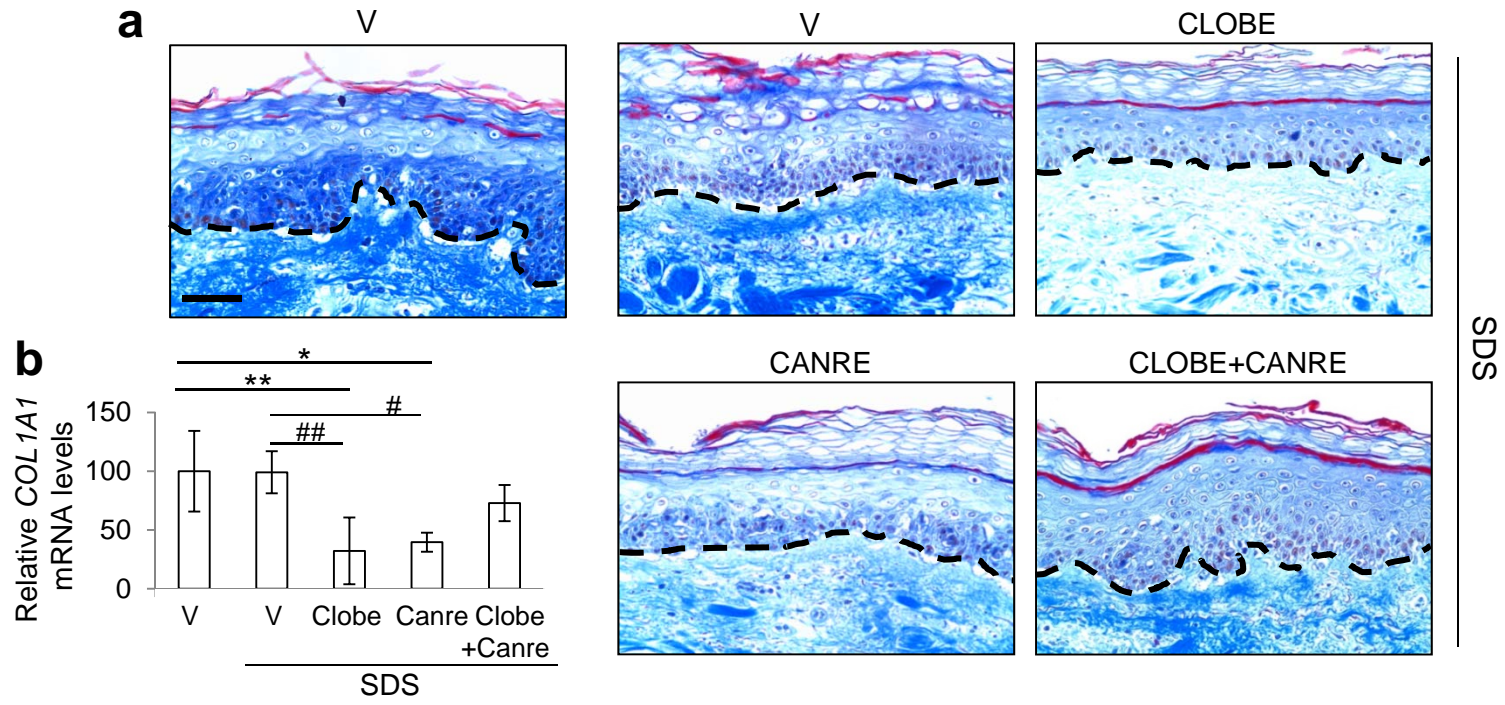 a
V
V
CLOBE
SDS
CANRE
CLOBE+CANRE
b
*
**
#
##
Relative COL1A1
mRNA levels
150
100
50
0
V
V
Clobe
Canre
Clobe
+Canre
SDS